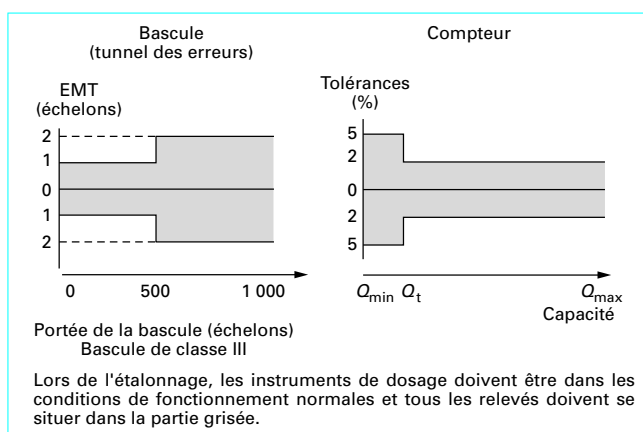 Bascule
(tunnel des erreurs)
EMT
(échelons)
2
1
0
1
2
0 500 1 000
Portée de la bascule (échelons)
Bascule de classe III
Compteur
Tolérances
(%)
5
2
0
2
5
Qmin Qt Qmax
Capacité
Lors de l'étalonnage, les instruments de dosage doivent être dans les
conditions de fonctionnement normales et tous les relevés doivent se
situer dans la partie grisée.